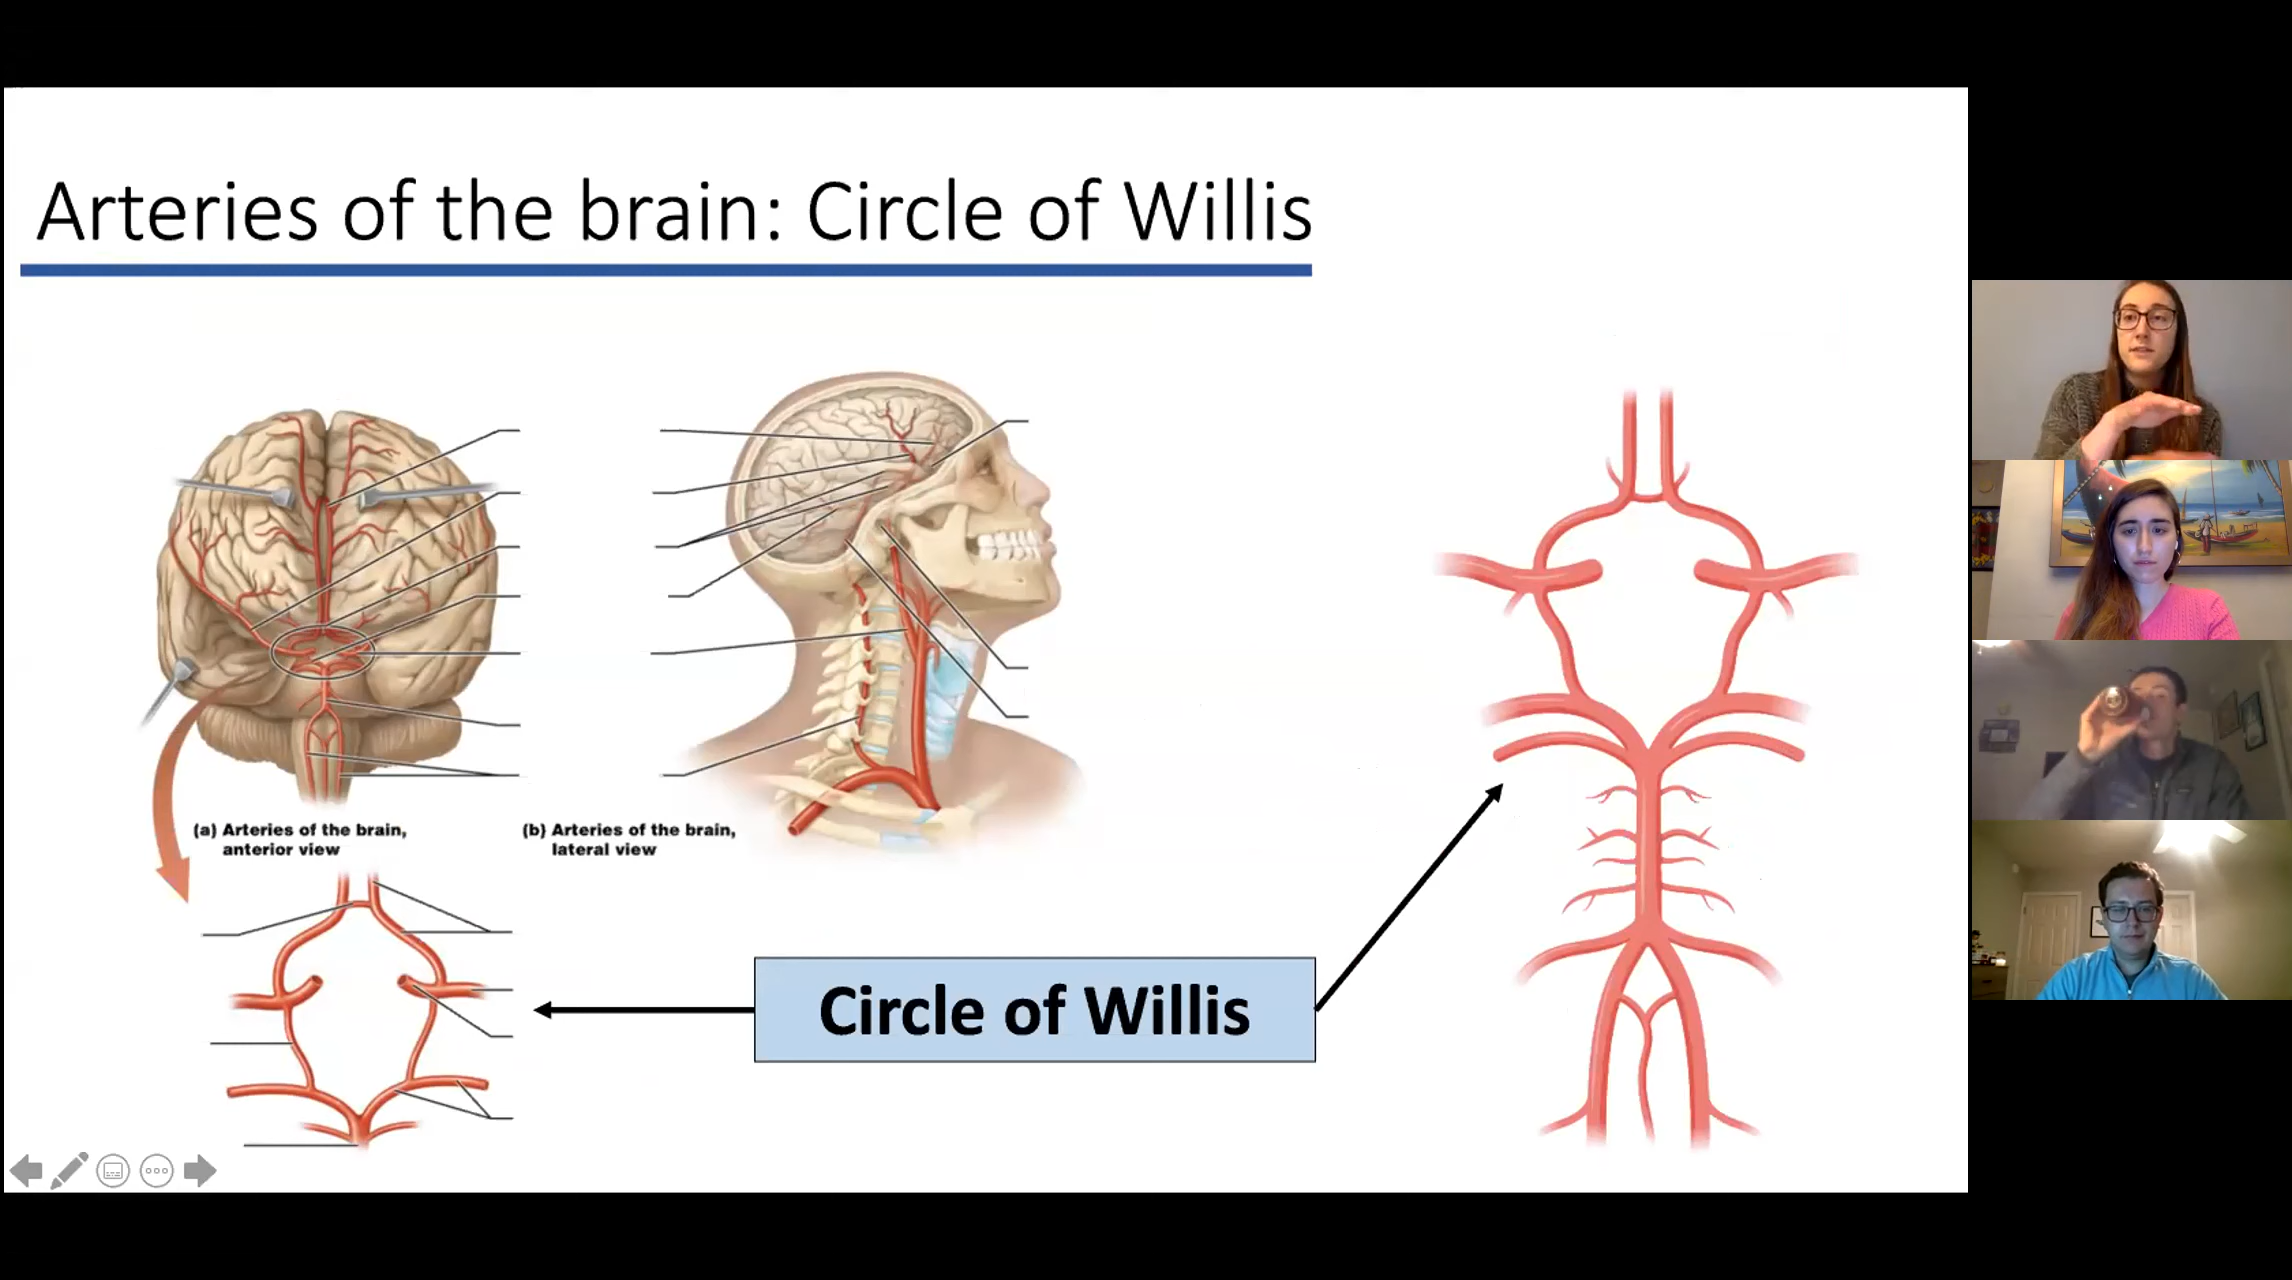 Arteries of the brain: Circle of Willis
(a) Arteries of the brain,
anterior view
(b) Arteries of the brain,
lateral view
Circle of Willis